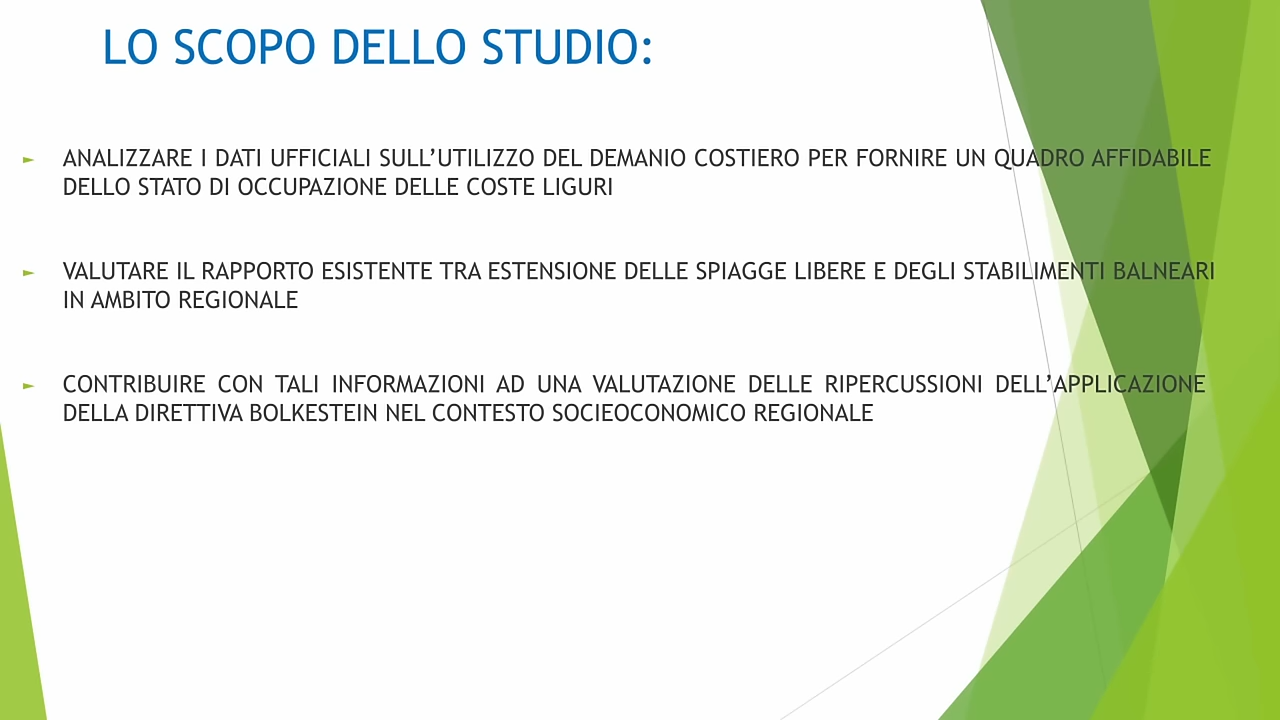 LO SCOPO DELLO STUDIO:
► ANALIZZARE I DATI UFFICIALI SULL’UTILIZZO DEL DEMANIO COSTIERO PER FORNIRE UN QUADRO AFFIDABILE
DELLO STATO DI OCCUPAZIONE DELLE COSTE LIGURI
► VALUTARE IL RAPPORTO ESISTENTE TRA ESTENSIONE DELLE SPIAGGE LIBERE E DEGLI STABILIMENTI BALNEARI
IN AMBITO REGIONALE
► CONTRIBUIRE CON TALI INFORMAZIONI AD UNA VALUTAZIONE DELLE RIPERCUSSIONI DELL’APPLICAZIONE
DELLA DIRETTIVA BOLKESTEIN NEL CONTESTO SOCIEOCONOMICO REGIONALE